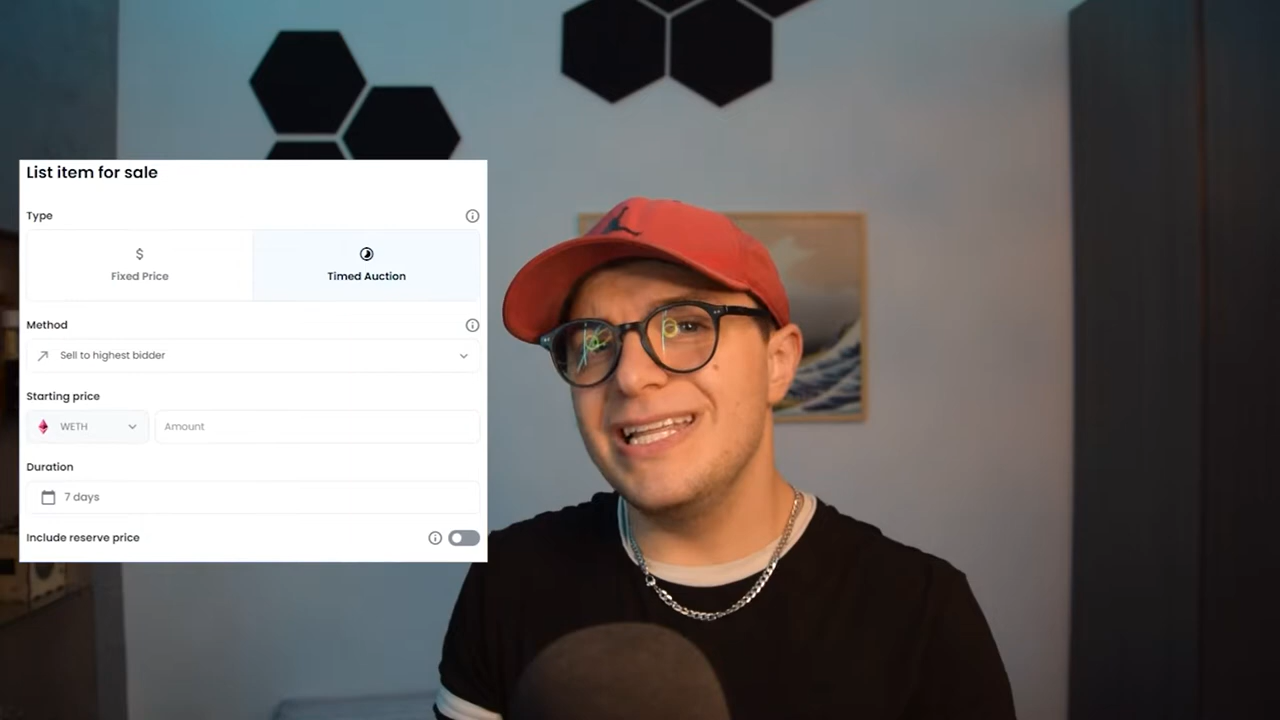 List item for sale
Type
$
Fixed Price
Timed Auction
Method
Sell to highest bidder
Starting price
WETH
Amount
Duration
7 days
Include reserve price